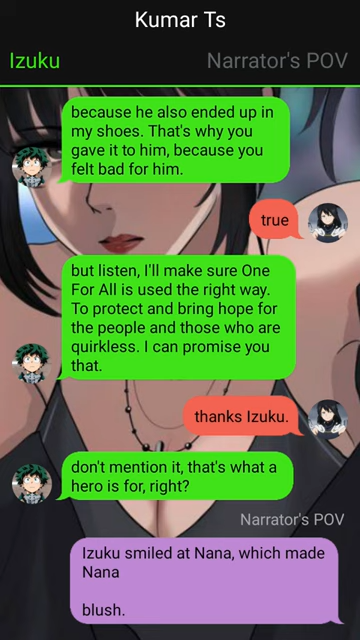 Kumar Ts
Izuku
Narrator's POV
because he also ended up in
my shoes. That's why you
gave it to him, because you
felt bad for him.
true
but listen, I'll make sure One
For All is used the right way.
To protect and bring hope for
the people and those who are
quirkless. I can promise you
that.
thanks Izuku.
don't mention it, that's what a
hero is for, right?
Narrator's POV
Izuku smiled at Nana, which made
Nana
blush.